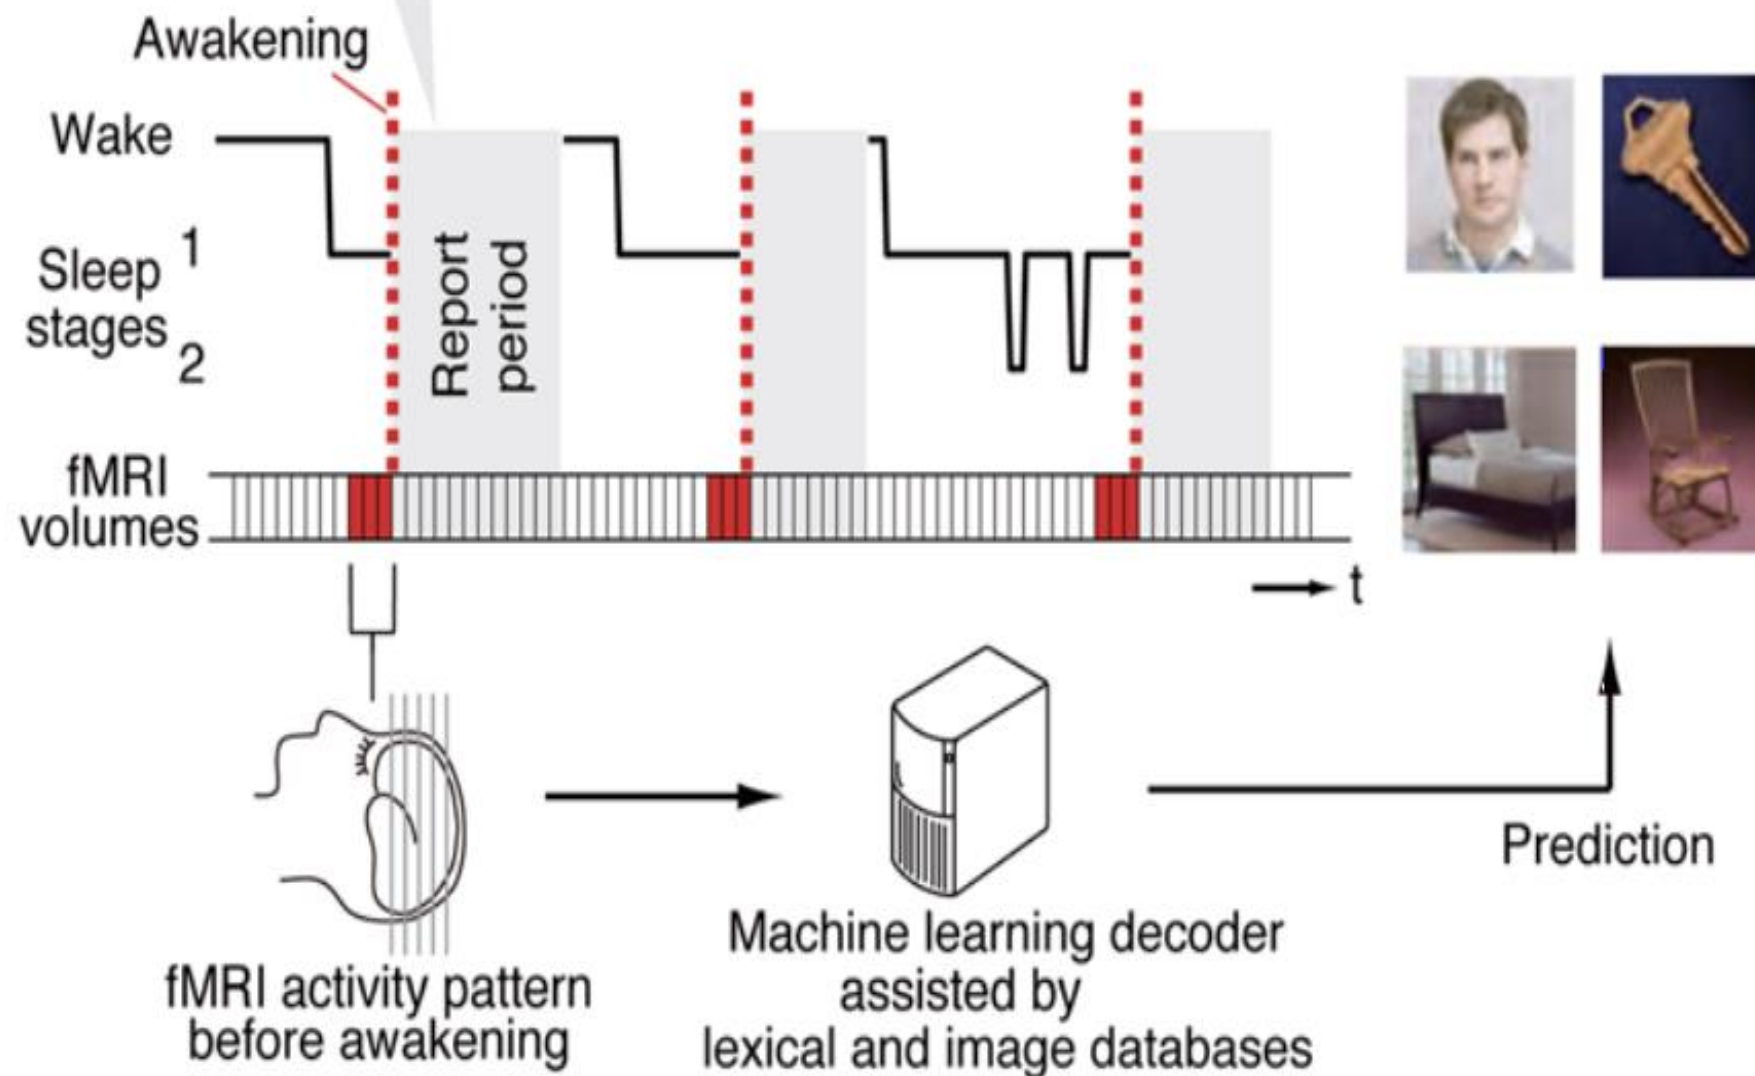 Awakening
Wake
Sleep
stages
1
2
Report
period
fMRI
volumes
t
fMRI activity pattern
before awakening
Machine learning decoder
assisted by
lexical and image databases
Prediction